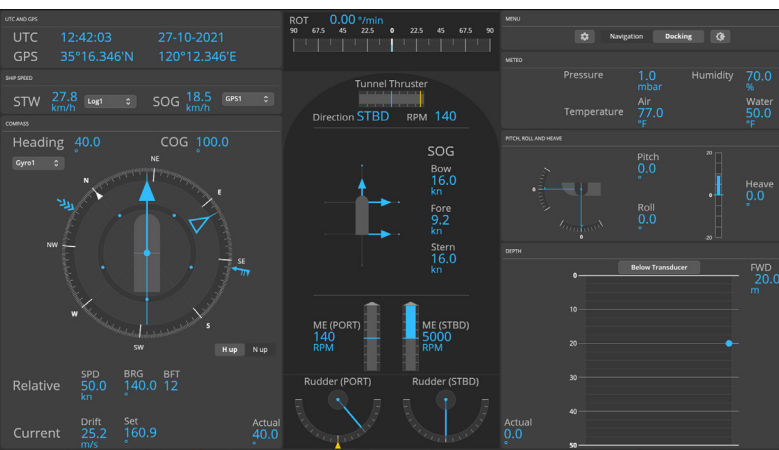 UTC AND GPS
UTC 12:42:03 27-10-2021
GPS 35°16.346'N 120°12.346'E
SHIP SPEED
STW 27.8 km/h Log1 SOG 18.5 km/h GPS1
COMPASS
Heading 40.0 ° COG 100.0 °
Gyro1
NE
N E
NW SE
W S
SW
H up N up
SPD BRG BFT
Relative 50.0 kn 140.0 ° 12
Drift Set
Current 25.2 m/s 160.9 °
Actual
40.0
°
ROT 0.00 °/min
90 67.5 45 22.5 0 22.5 45 67.5 90
Tunnel Thruster
Direction STBD RPM 140
SOG
Bow
16.0
kn
Fore
9.2
kn
Stern
16.0
kn
ME (PORT)
140
RPM
ME (STBD)
5000
RPM
Rudder (PORT) Rudder (STBD)
Actual
0.0
°
MENU
Navigation Docking
METEO
Pressure 1.0 mbar Humidity 70.0 %
Temperature Air 77.0 °F Water 50.0 °F
PITCH, ROLL AND HEAVE
Pitch
0.0
°
Roll
0.0
°
0
0
20
0
-20
Heave
0.0
°
DEPTH
Below Transducer
FWD
20.0
m
0
10
20
30
40
50